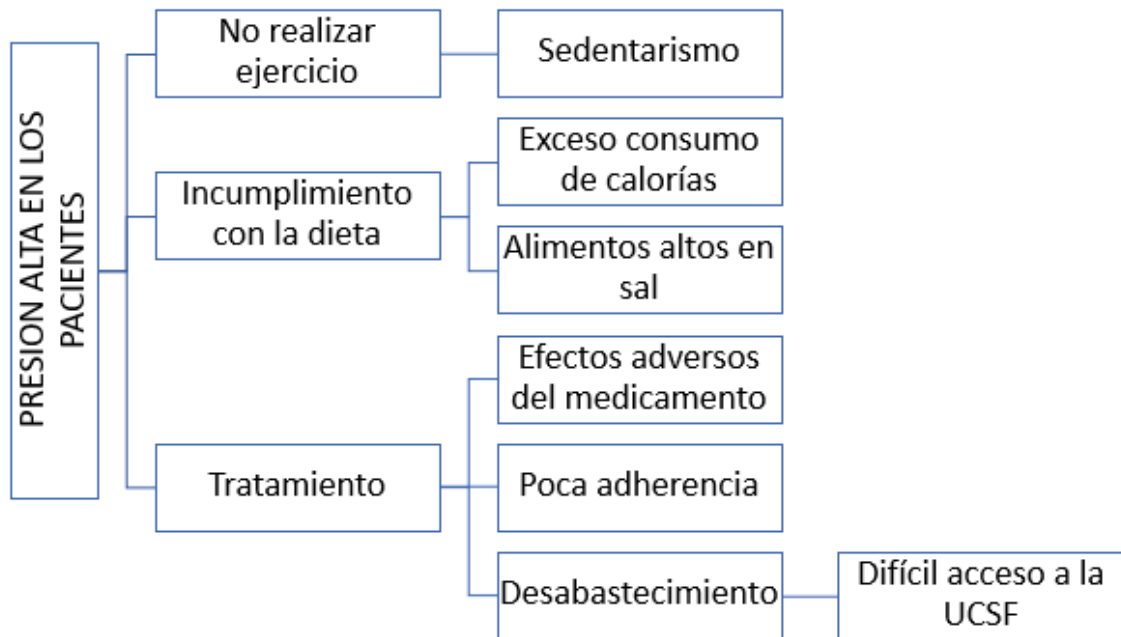 PRESION ALTA EN LOS
PACIENTES
No realizar
ejercicio
Sedentarismo
Incumplimiento
con la dieta
Exceso consumo
de calorías
Alimentos altos en
sal
Tratamiento
Efectos adversos
del medicamento
Poca adherencia
Desabastecimiento
Difícil acceso a la
UCSF